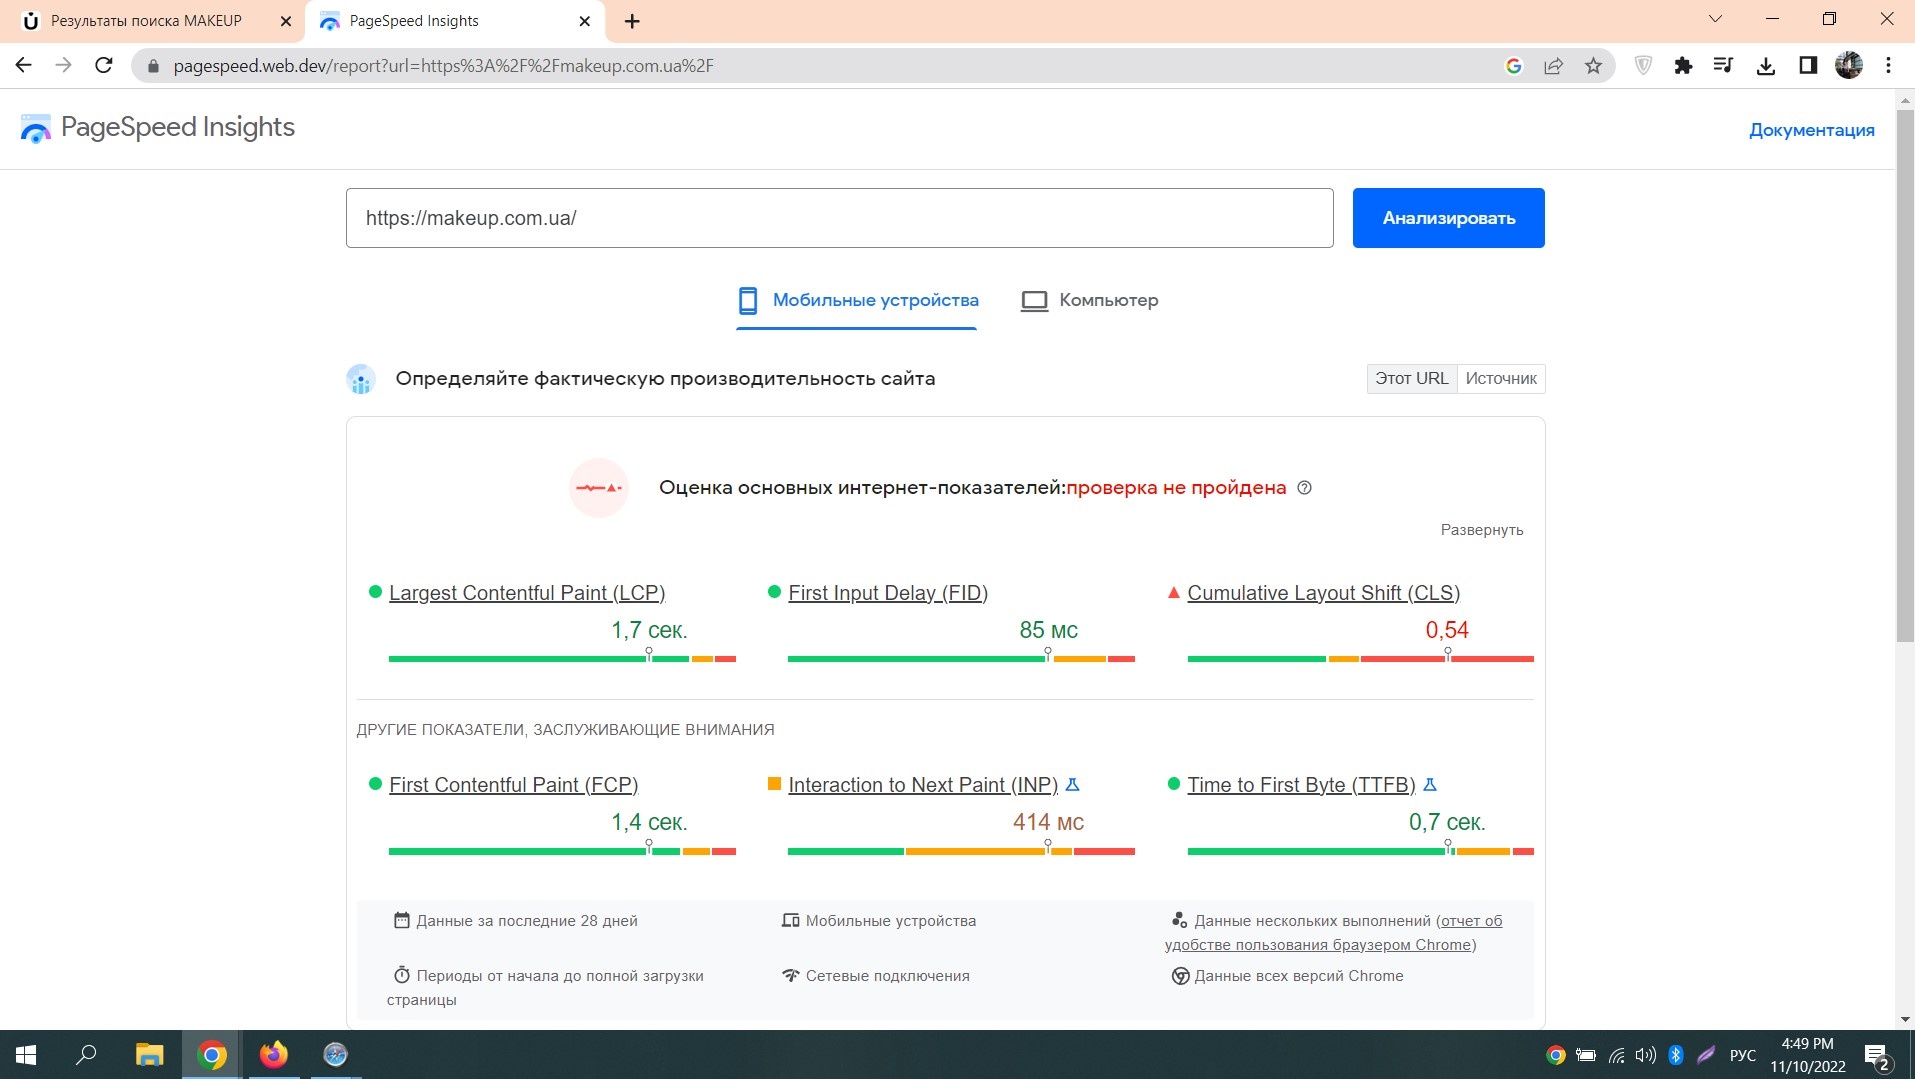 Результаты поиска MAKEUP
PageSpeed Insights
pagespeed.web.dev/report?url=https%3A%2F%2Fmakeup.com.ua%2F
PageSpeed Insights
Документация
https://makeup.com.ua/
Анализировать
Мобильные устройства
Компьютер
Определяйте фактическую производительность сайта
Этот URL
Источник
Оценка основных интернет-показателей:проверка не пройдена
Развернуть
Largest Contentful Paint (LCP)
1,7 сек.
First Input Delay (FID)
85 мс
Cumulative Layout Shift (CLS)
0,54
ДРУГИЕ ПОКАЗАТЕЛИ, ЗАСЛУЖИВАЮЩИЕ ВНИМАНИЯ
First Contentful Paint (FCP)
1,4 сек.
Interaction to Next Paint (INP)
414 мс
Time to First Byte (TTFB)
0,7 сек.
Данные за последние 28 дней
Мобильные устройства
Данные нескольких выполнений (отчет об
удобстве пользования браузером Chrome)
Периоды от начала до полной загрузки
страницы
Сетевые подключения
Данные всех версий Chrome
РУС
4:49 PM
11/10/2022
2